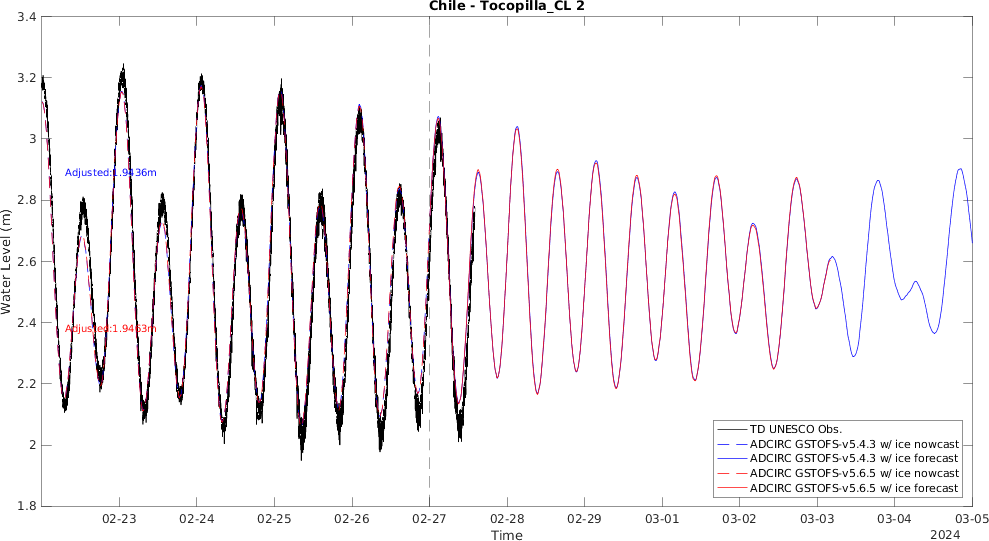 Chile - Tocopilla_CL 2
3.4
3.2
3
2.8
2.6
2.4
2.2
2
1.8
Water Level (m)
Adjusted:1.9436m
Adjusted:1.9463m
TD UNESCO Obs.
ADCIRC GSTOFS-v5.4.3 w/ ice nowcast
ADCIRC GSTOFS-v5.4.3 w/ ice forecast
ADCIRC GSTOFS-v5.6.5 w/ ice nowcast
ADCIRC GSTOFS-v5.6.5 w/ ice forecast
02-23 02-24 02-25 02-26 02-27 02-28 02-29 03-01 03-02 03-03 03-04 03-05
Time
2024